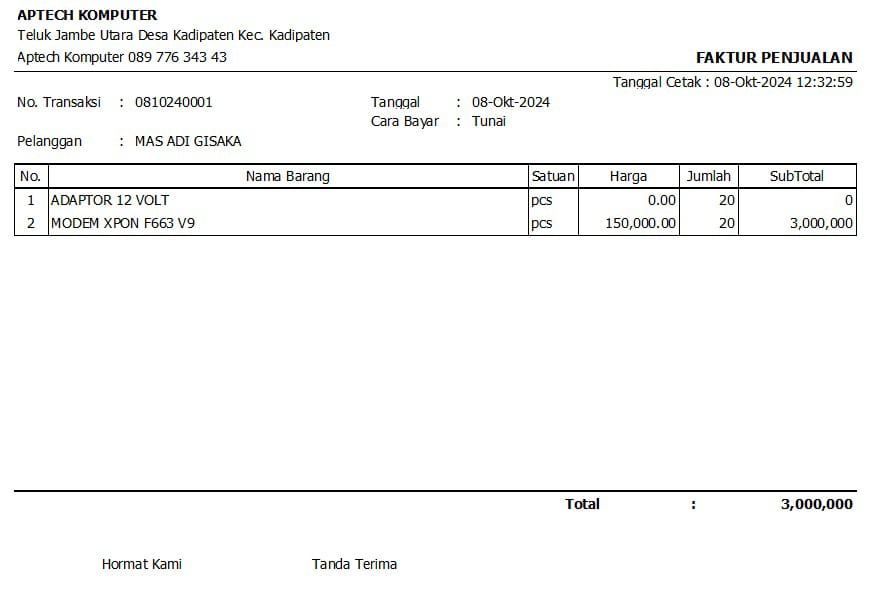 APTECH KOMPUTER
Teluk Jambe Utara Desa Kadipaten Kec. Kadipaten
Aptech Komputer 089 776 343 43
FAKTUR PENJUALAN
Tanggal Cetak : 08-Okt-2024 12:32:59
No. Transaksi : 0810240001 Tanggal : 08-Okt-2024
Cara Bayar : Tunai
Pelanggan : MAS ADI GISAKA
No. Nama Barang Satuan Harga Jumlah SubTotal
1 ADAPTOR 12 VOLT pcs 0.00 20 0
2 MODEM XPON F663 V9 pcs 150,000.00 20 3,000,000
Total : 3,000,000
Hormat Kami Tanda Terima